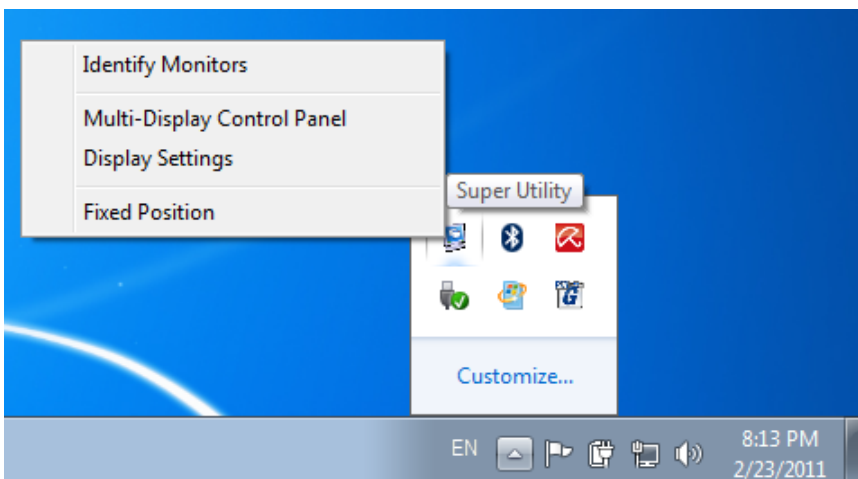 Identify Monitors
Multi-Display Control Panel
Display Settings
Fixed Position
Super Utility
G
Customize...
EN
8:13 PM
2/23/2011